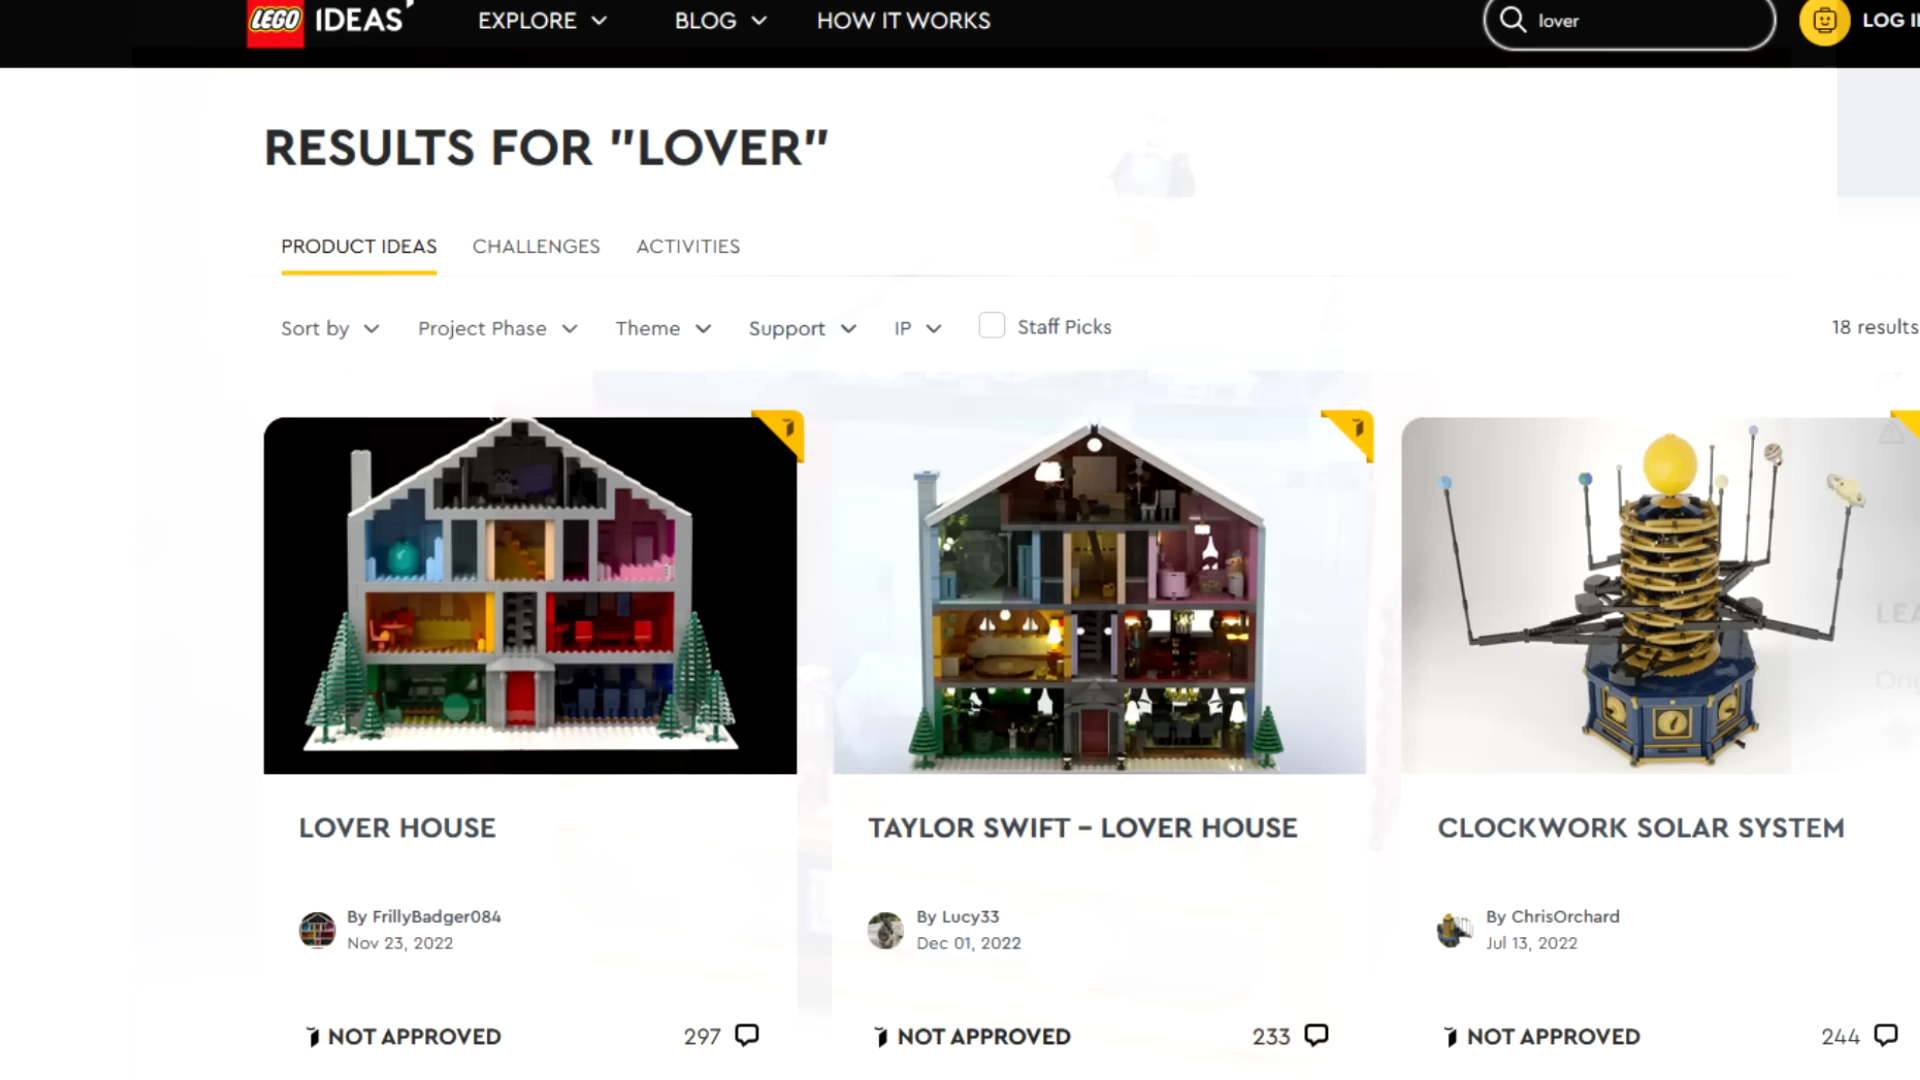 LEGO IDEAS EXPLORE BLOG HOW IT WORKS lover LOG
RESULTS FOR "LOVER"
PRODUCT IDEAS CHALLENGES ACTIVITIES
Sort by Project Phase Theme Support IP Staff Picks 18 results
LOVER HOUSE TAYLOR SWIFT – LOVER HOUSE CLOCKWORK SOLAR SYSTEM
By FrillyBadger084 By Lucy33 By ChrisOrchard
Nov 23, 2022 Dec 01, 2022 Jul 13, 2022
NOT APPROVED 297 NOT APPROVED 233 NOT APPROVED 244